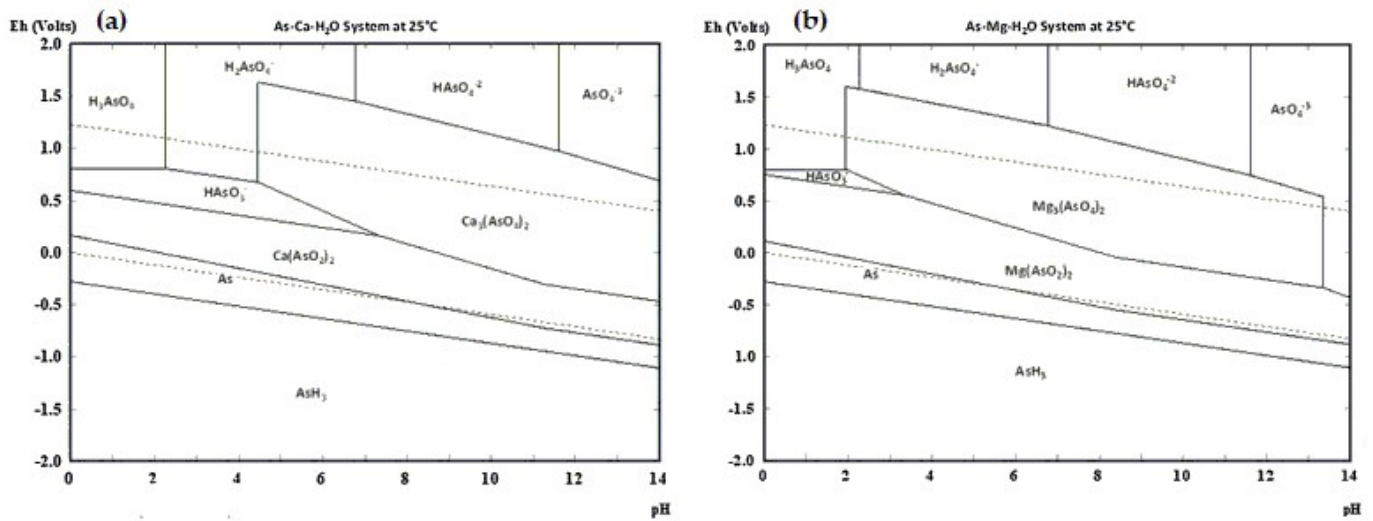 Eh (Volts) (a) As-Ca-H₂O System at 25°C
2.0
1.5
1.0
0.5
0.0
-0.5
-1.0
-1.5
-2.0
H₃AsO₄
H₂AsO₄⁻
HAsO₄⁻²
AsO₄⁻³
HAsO₃
Ca₃(AsO₄)₂
Ca(AsO₂)₂
As
AsH₃
0 2 4 6 8 10 12 14
pH
Eh (Volts) (b) As-Mg-H₂O System at 25°C
2.0
1.5
1.0
0.5
0.0
-0.5
1.0
-1.5
-2.0
H₃AsO₄
H₂AsO₄⁻
HAsO₄⁻²
AsO₄⁻³
HAsO₃
Mg₃(AsO₄)₂
Mg(AsO₂)₂
As
AsH₃
0 2 4 6 8 10 12 14
pH